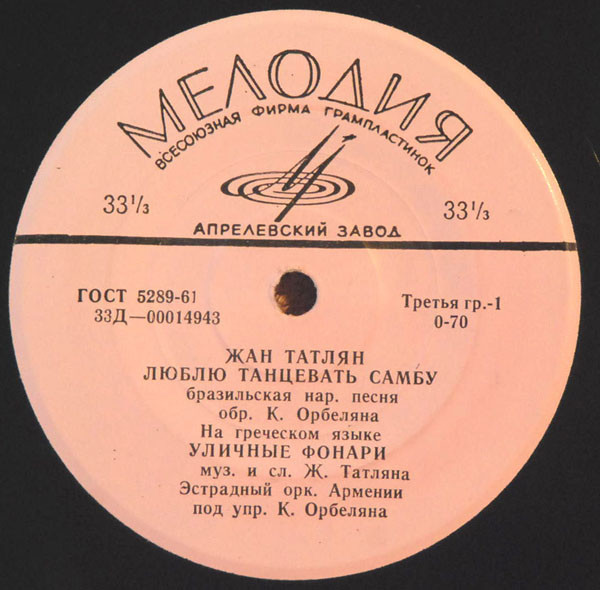 МЕЛОДИЯ
ВСЕСОЮЗНАЯ ФИРМА ГРАМПЛАСТИНОК
33⅓ 33⅓
АПРЕЛЕВСКИЙ ЗАВОД
ГОСТ 5289-61 Третья гр.-1
33Д—00014943 0-70
ЖАН ТАТЛЯН
ЛЮБЛЮ ТАНЦЕВАТЬ САМБУ
бразильская нар. песня
обр. К. Орбеляна
На греческом языке
УЛИЧНЫЕ ФОНАРИ
муз. и сл. Ж. Татляна
Эстрадный орк. Армении
под упр. К. Орбеляна